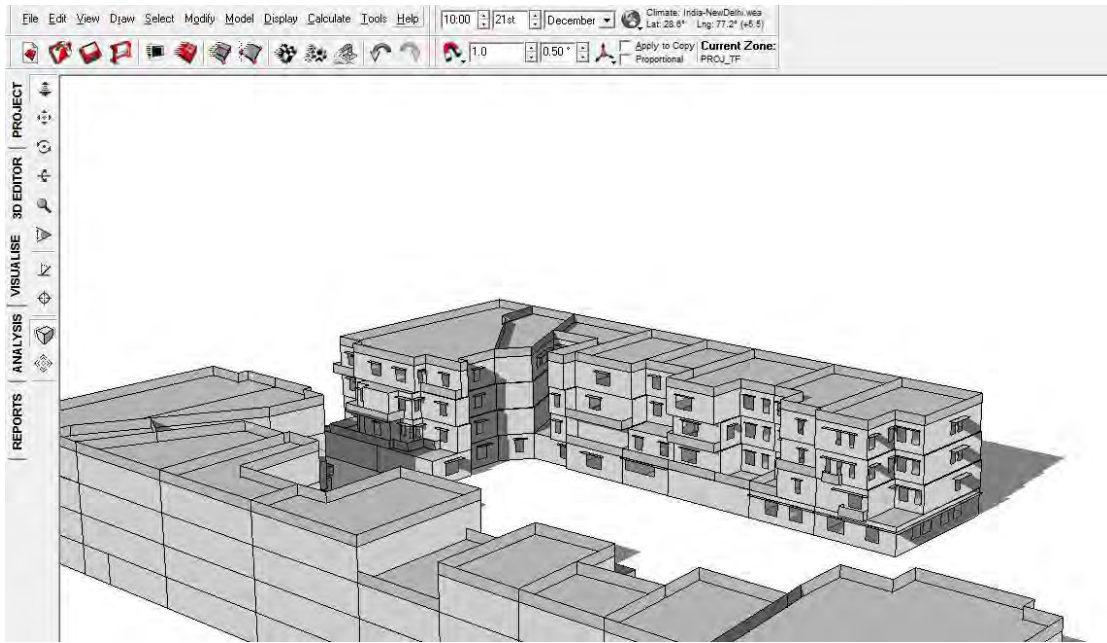 File Edit View Draw Select Modify Model Display Calculate Tools Help
10:00 21st December
Climate: India-NewDelhi.wea
Lat: 28.6° Lng: 77.2° (+5.5)
1.0 0.50 ° Apply to Copy Current Zone:
Proportional PROJ_TF
PROJECT
3D EDITOR
VISUALISE
ANALYSIS
REPORTS